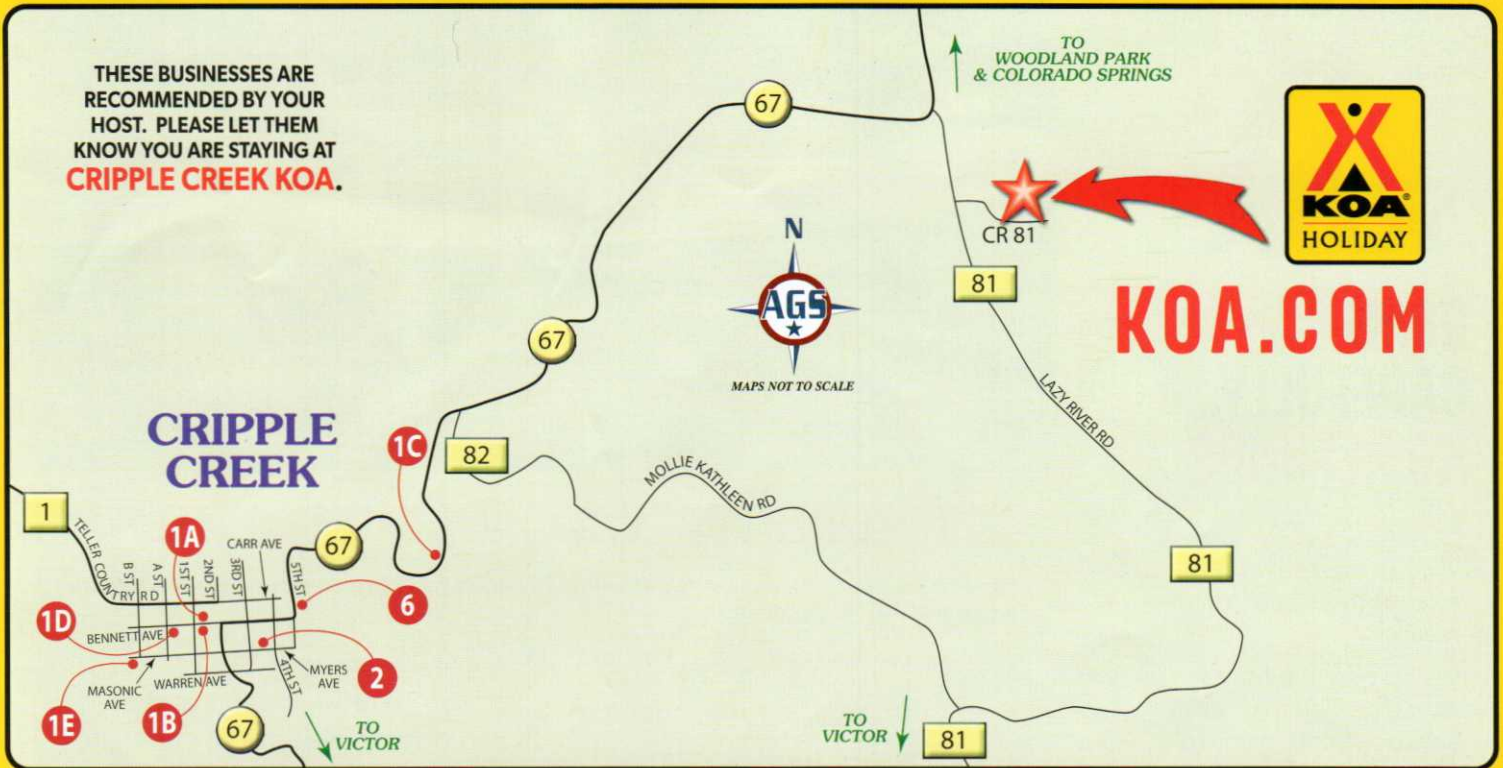 THESE BUSINESSES ARE
RECOMMENDED BY YOUR
HOST. PLEASE LET THEM
KNOW YOU ARE STAYING AT
CRIPPLE CREEK KOA.
TO
WOODLAND PARK
& COLORADO SPRINGS
67
KOA®
HOLIDAY
CR 81
81
KOA.COM
N
AGS
MAPS NOT TO SCALE
67
LAZY RIVER RD
CRIPPLE
CREEK
1C
82
MOLLIE KATHLEEN RD
1
TELLER COUNTRY RD
1A
CARR AVE
67
B ST
A ST
1ST ST
2ND ST
3RD ST
5TH ST
81
6
1D
BENNETT AVE
MASONIC
AVE
WARREN AVE
4TH ST
MYERS
AVE
2
1E
1B
67
TO
VICTOR
TO
VICTOR
81